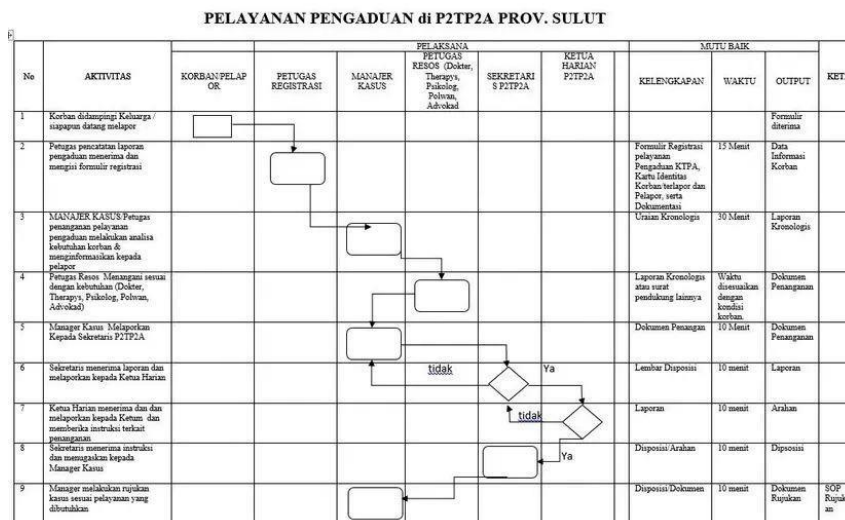 PELAYANAN PENGADUAN di P2TP2A PROV. SULUT
No
AKTIVITAS
PELAKSANA
MUTU BAIK
KET
KORBAN/PELAP
OR
PETUGAS
REGISTRASI
MANAJER
KASUS
PETUGAS
RESOS (Dokter,
Therapys,
Psikolog,
Polwan,
Advokad
SEKRETARI
S P2TP2A
KETUA
HARIAN
P2TP2A
KELENGKAPAN
WAKTU
OUTPUT
1
Korban didampingi Keluarga /
siapapun datang melapor
Formulir
diterima
2
Petugas pencatatan laporan
pengaduan menerima dan
mengisi formulir registrasi
Formulir Registrasi
pelayanan
Pengaduan KTPA,
Kartu Identitas
Korban/terlapor dan
Pelapor, serta
Dokumentasi
15 Menit
Data
Informasi
Korban
3
MANAJER KASUS/Petugas
penanganan pelayanan
pengaduan melakukan analisa
kebutuhan korban &
menginformasikan kepada
pelapor
Uraian Kronologis
30 Menit
Laporan
Kronologis
4
Petugas Resos Menangani sesuai
dengan kebutuhan (Dokter,
Therapys, Psikolog, Polwan,
Advokad)
Laporan Kronologis
atau surat
pendukung lainnya
Waktu
disesuaikan
dengan
kondisi
korban.
Dokumen
Penanganan
5
Manager Kasus Melaporkan
Kepada Sekretaris P2TP2A
Dokumen Penangan
10 Menit
Dokumen
Penanganan
6
Sekretaris menerima laporan dan
melaporkan kepada Ketua Harian
tidak
Ya
Lembar Disposisi
10 menit
Laporan
7
Ketua Harian menerima dan dan
melaporkan kepada Ketum dan
memberika instruksi terkait
penanganan
tidak
Laporan
10 menit
Arahan
8
Sekretaris menerima instruksi
dan menugaskan kepada
Manager Kasus
Ya
Disposisi/Arahan
10 menit
Dipsosisi
9
Manager melakukan rujukan
kasus sesuai pelayanan yang
dibutuhkan
Disposisi/Dokumen
10 menit
Dokumen
Rujukan
SOP
Rujuk
an